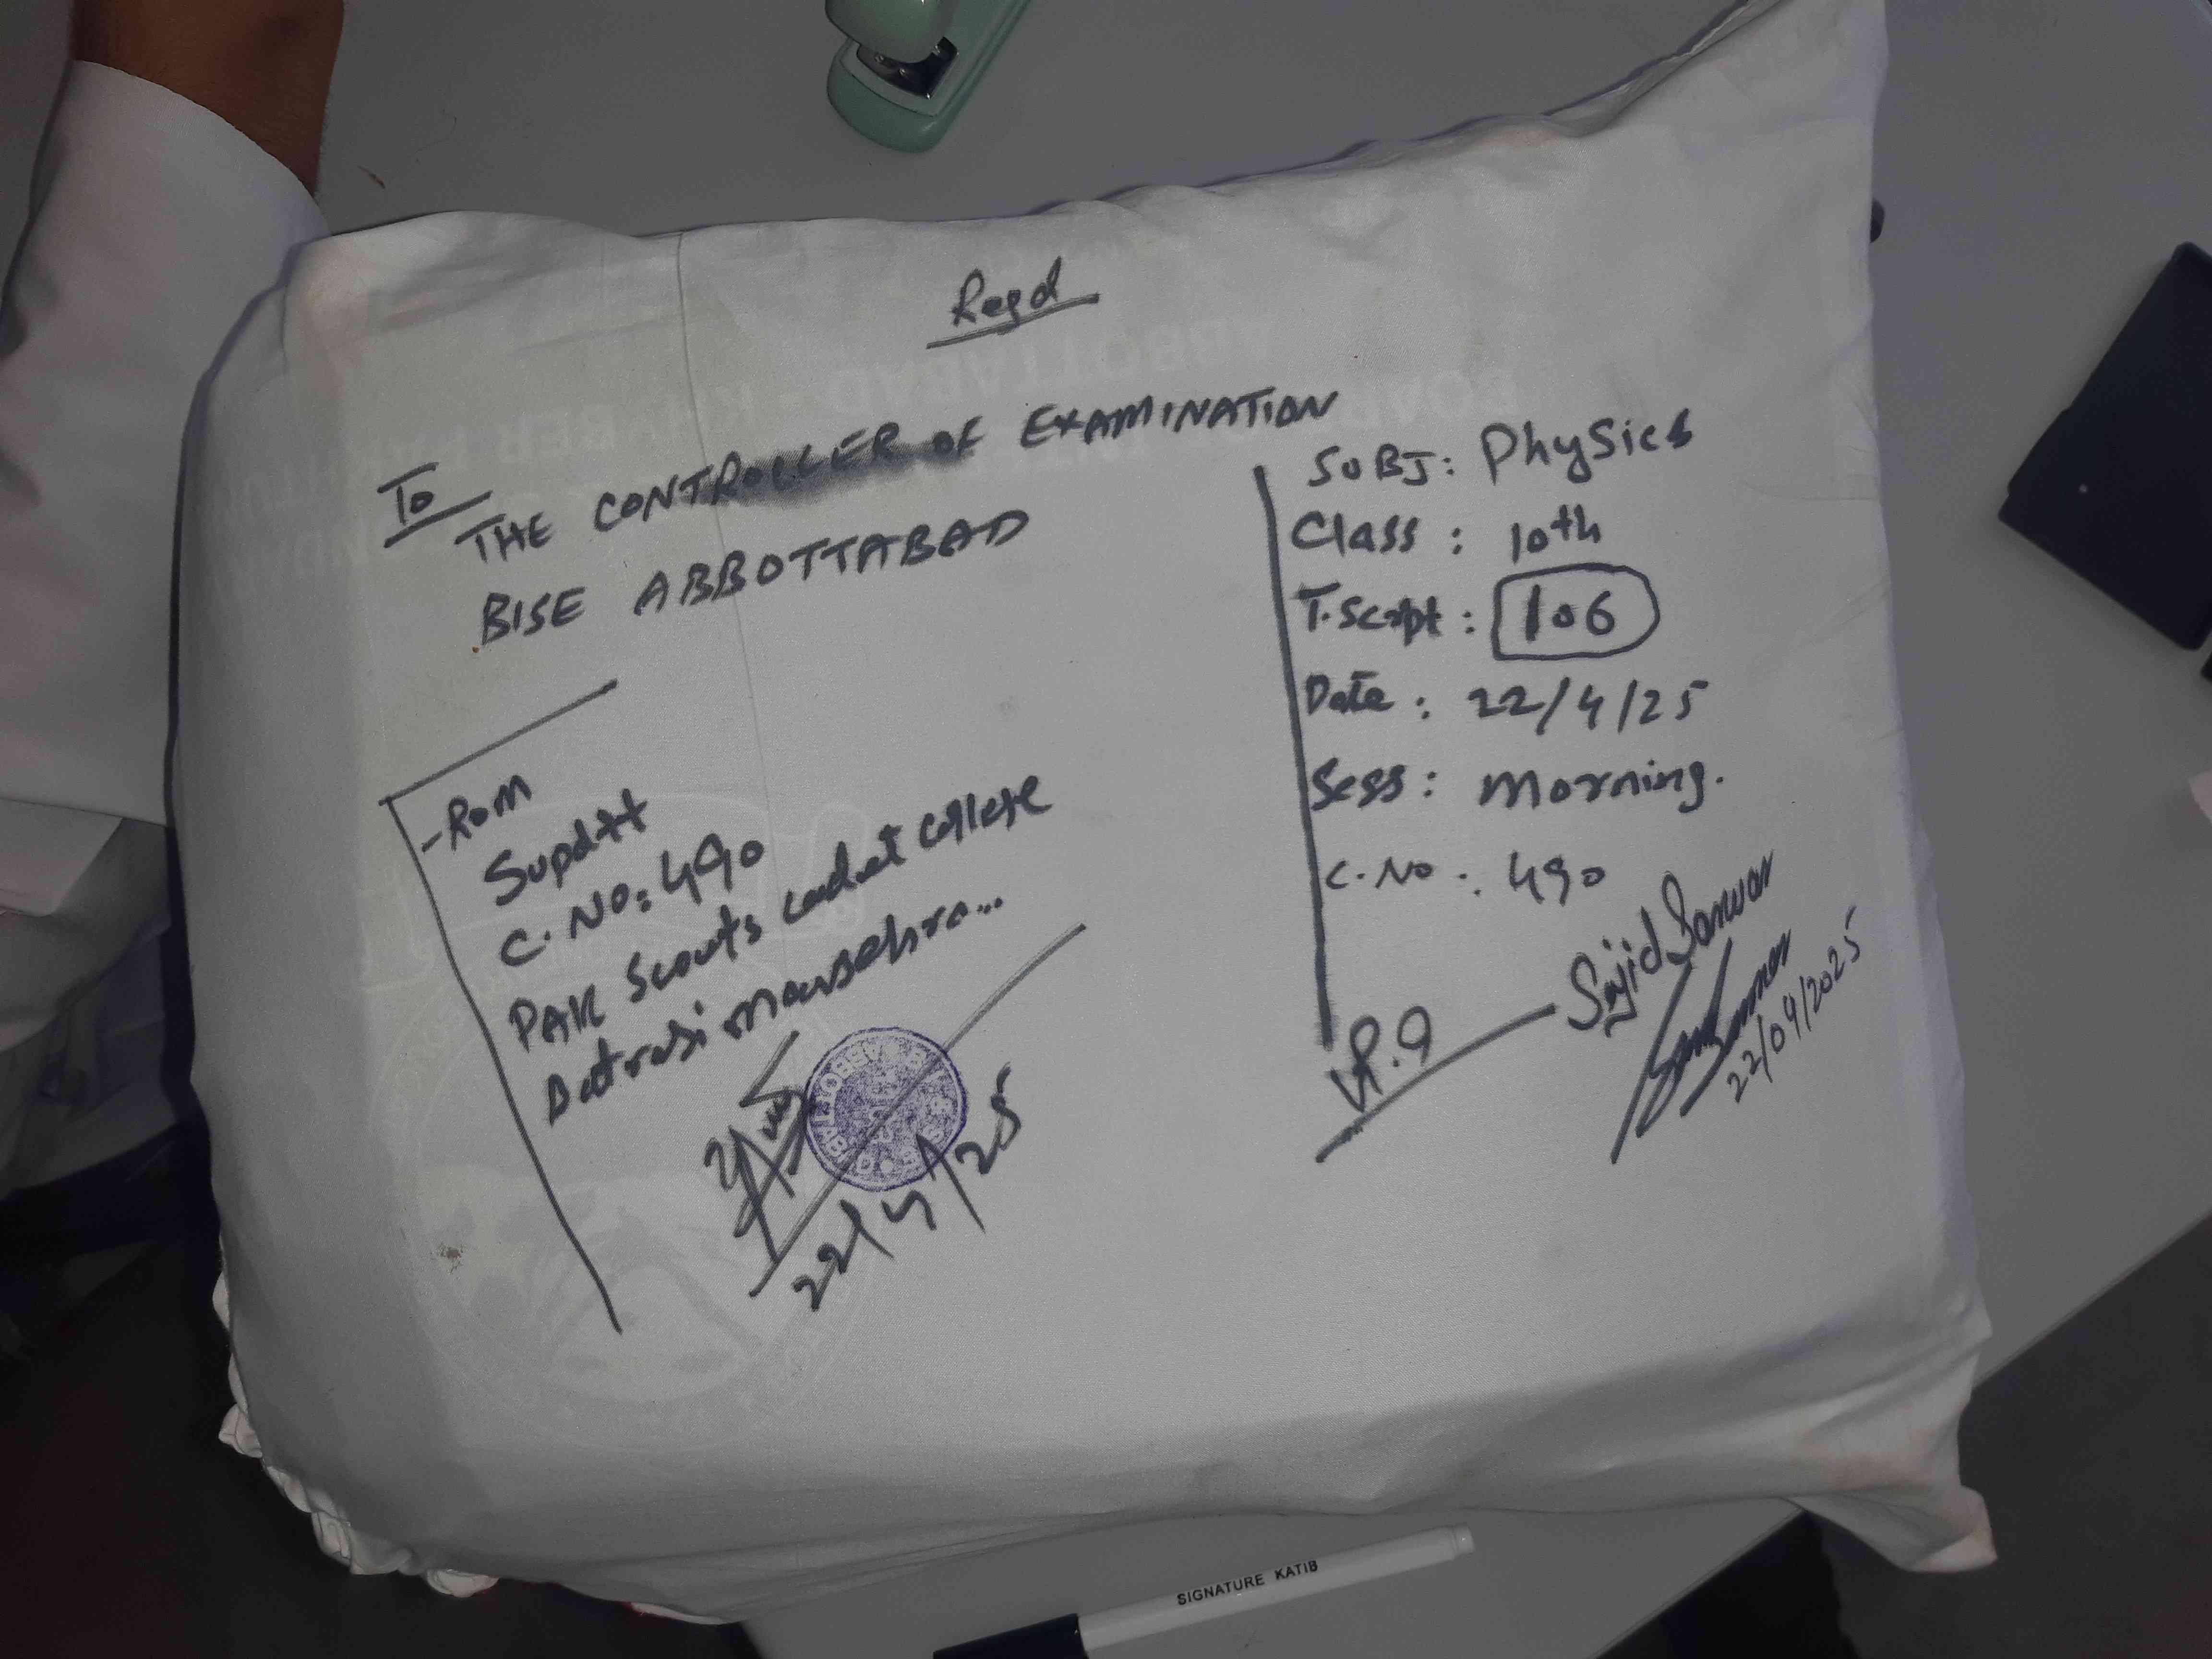 Regd
To
THE CONTROLLER OF EXAMINATION
BISE ABBOTTABAD
SUBJ: Physics
Class: 10th
T.Script: 106
Date: 22/4/25
Sess: Morning.
C.No.: 490
-Rom
Supdtt
C.NO: 490
PAK Scouts cadet college
Batrasi mansehra...
22/4/25
Sajid Sarwar
22/04/2025
SIGNATURE KATIB